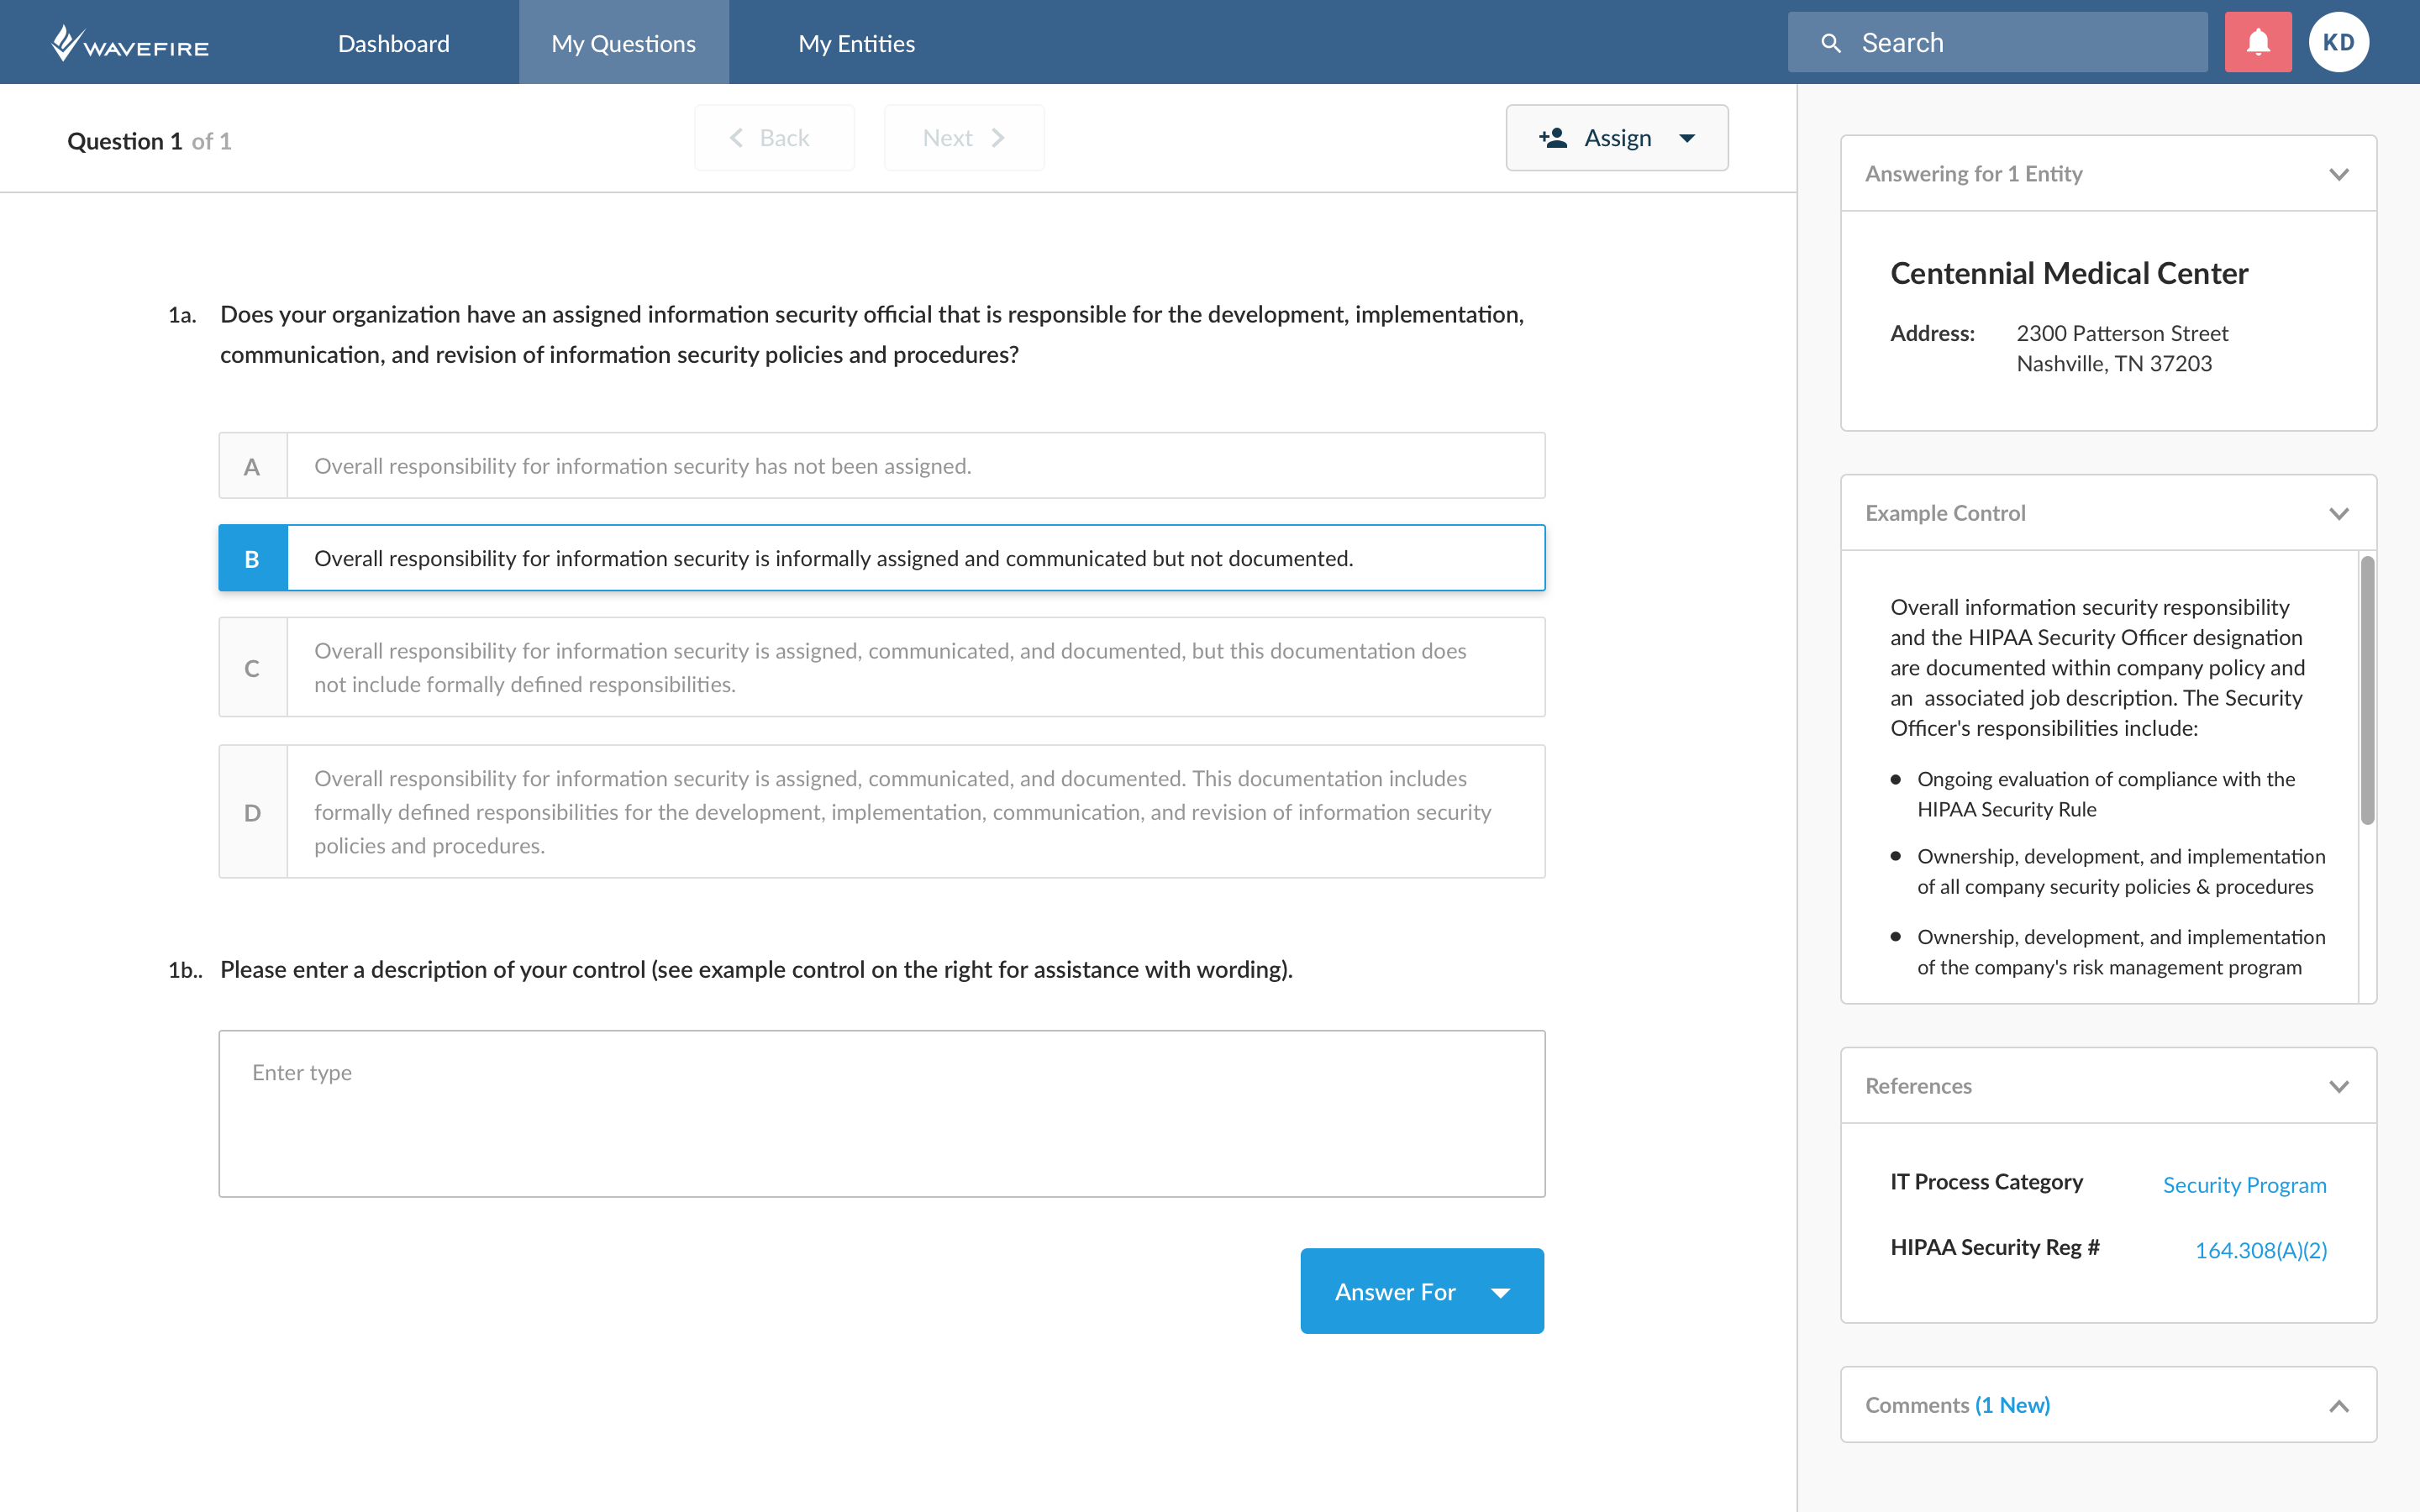 WAVEFIRE
Dashboard
My Questions
My Entities
Search
KD
Question 1 of 1
Back
Next
Assign
1a. Does your organization have an assigned information security official that is responsible for the development, implementation,
communication, and revision of information security policies and procedures?
A Overall responsibility for information security has not been assigned.
B Overall responsibility for information security is informally assigned and communicated but not documented.
C Overall responsibility for information security is assigned, communicated, and documented, but this documentation does
not include formally defined responsibilities.
D Overall responsibility for information security is assigned, communicated, and documented. This documentation includes
formally defined responsibilities for the development, implementation, communication, and revision of information security
policies and procedures.
1b.. Please enter a description of your control (see example control on the right for assistance with wording).
Enter type
Answer For
Answering for 1 Entity
Centennial Medical Center
Address: 2300 Patterson Street
Nashville, TN 37203
Example Control
Overall information security responsibility
and the HIPAA Security Officer designation
are documented within company policy and
an associated job description. The Security
Officer's responsibilities include:
● Ongoing evaluation of compliance with the
HIPAA Security Rule
● Ownership, development, and implementation
of all company security policies & procedures
● Ownership, development, and implementation
of the company's risk management program
References
IT Process Category Security Program
HIPAA Security Reg # 164.308(A)(2)
Comments (1 New)